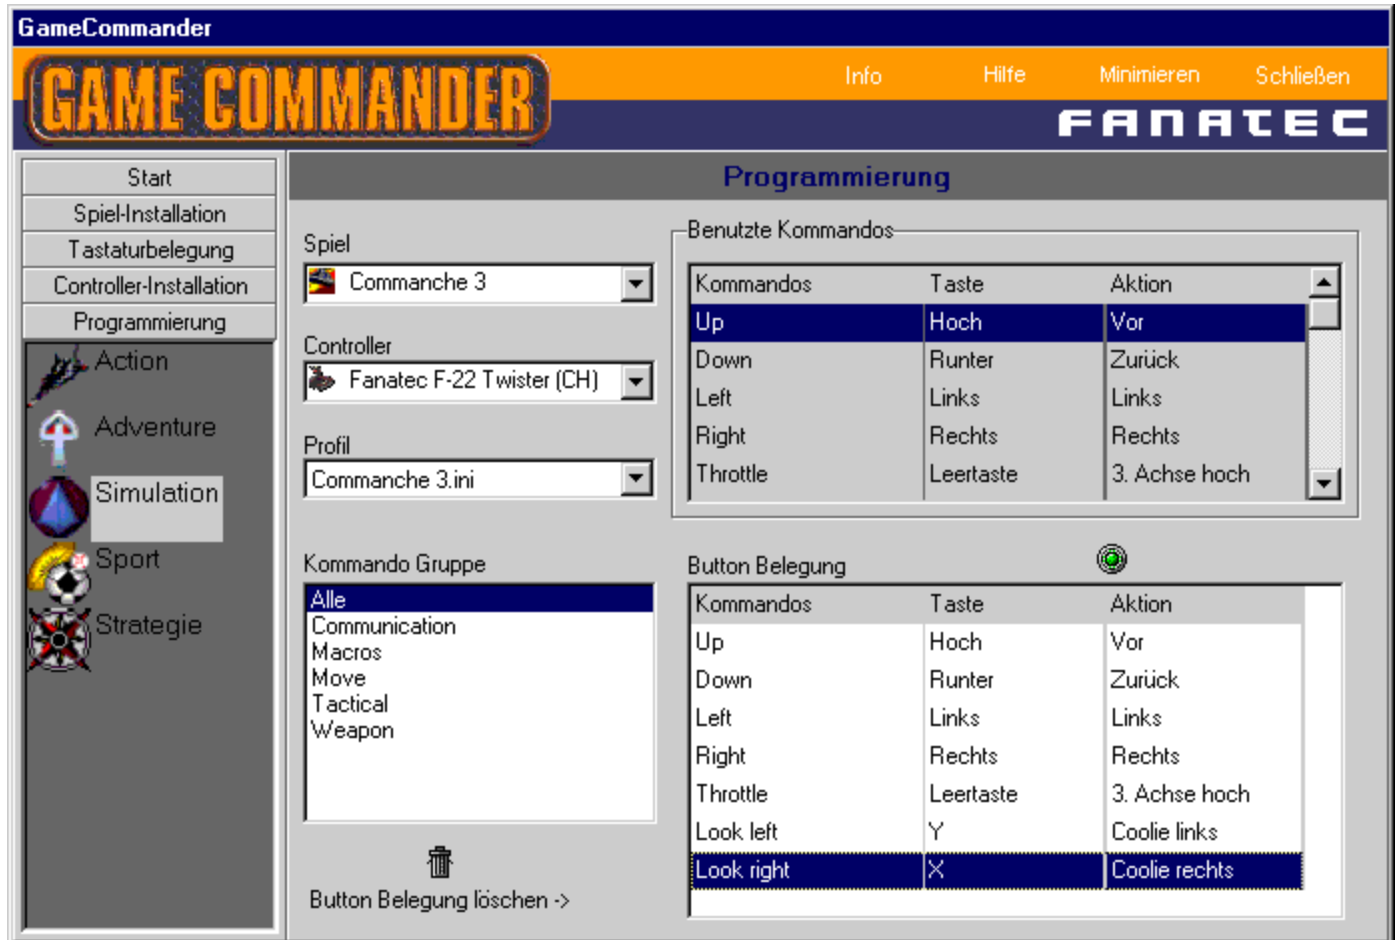 GameCommander
GAME COMMANDER
Info Hilfe Minimieren Schließen
FANATEC
Start
Spiel-Installation
Tastaturbelegung
Controller-Installation
Programmierung
Action
Adventure
Simulation
Sport
Strategie
Programmierung
Spiel
Commanche 3
Controller
Fanatec F-22 Twister (CH)
Profil
Commanche 3.ini
Kommando Gruppe
Alle
Communication
Macros
Move
Tactical
Weapon
Button Belegung löschen ->
Benutzte Kommandos
Kommandos Taste Aktion
Up Hoch Vor
Down Runter Zurück
Left Links Links
Right Rechts Rechts
Throttle Leertaste 3. Achse hoch
Button Belegung
Kommandos Taste Aktion
Up Hoch Vor
Down Runter Zurück
Left Links Links
Right Rechts Rechts
Throttle Leertaste 3. Achse hoch
Look left Y Coolie links
Look right X Coolie rechts